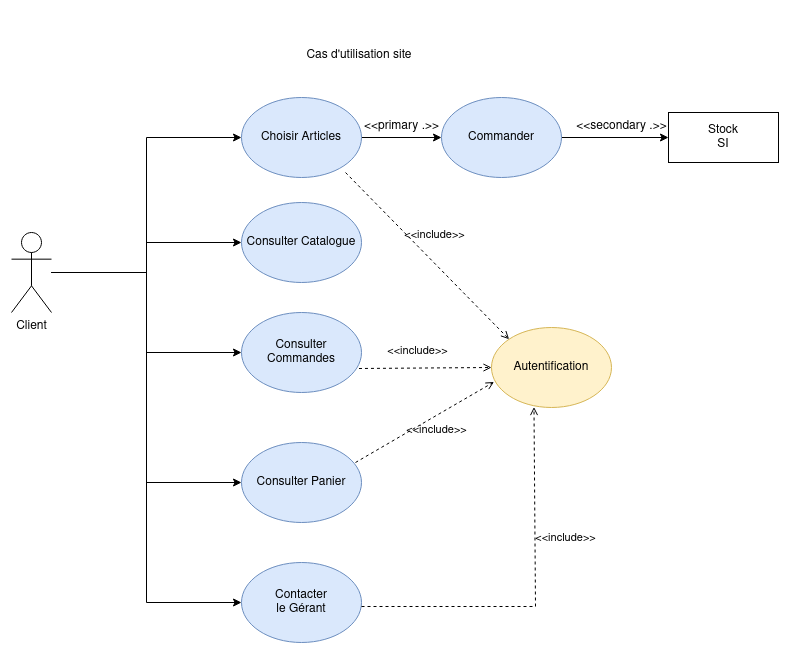 Cas d'utilisation site
Choisir Articles
<<primary .>>
Commander
<<secondary .>>
Stock
SI
<<include>>
Consulter Catalogue
Client
Consulter
Commandes
<<include>>
Autentification
<<include>>
Consulter Panier
<<include>>
Contacter
le Gérant